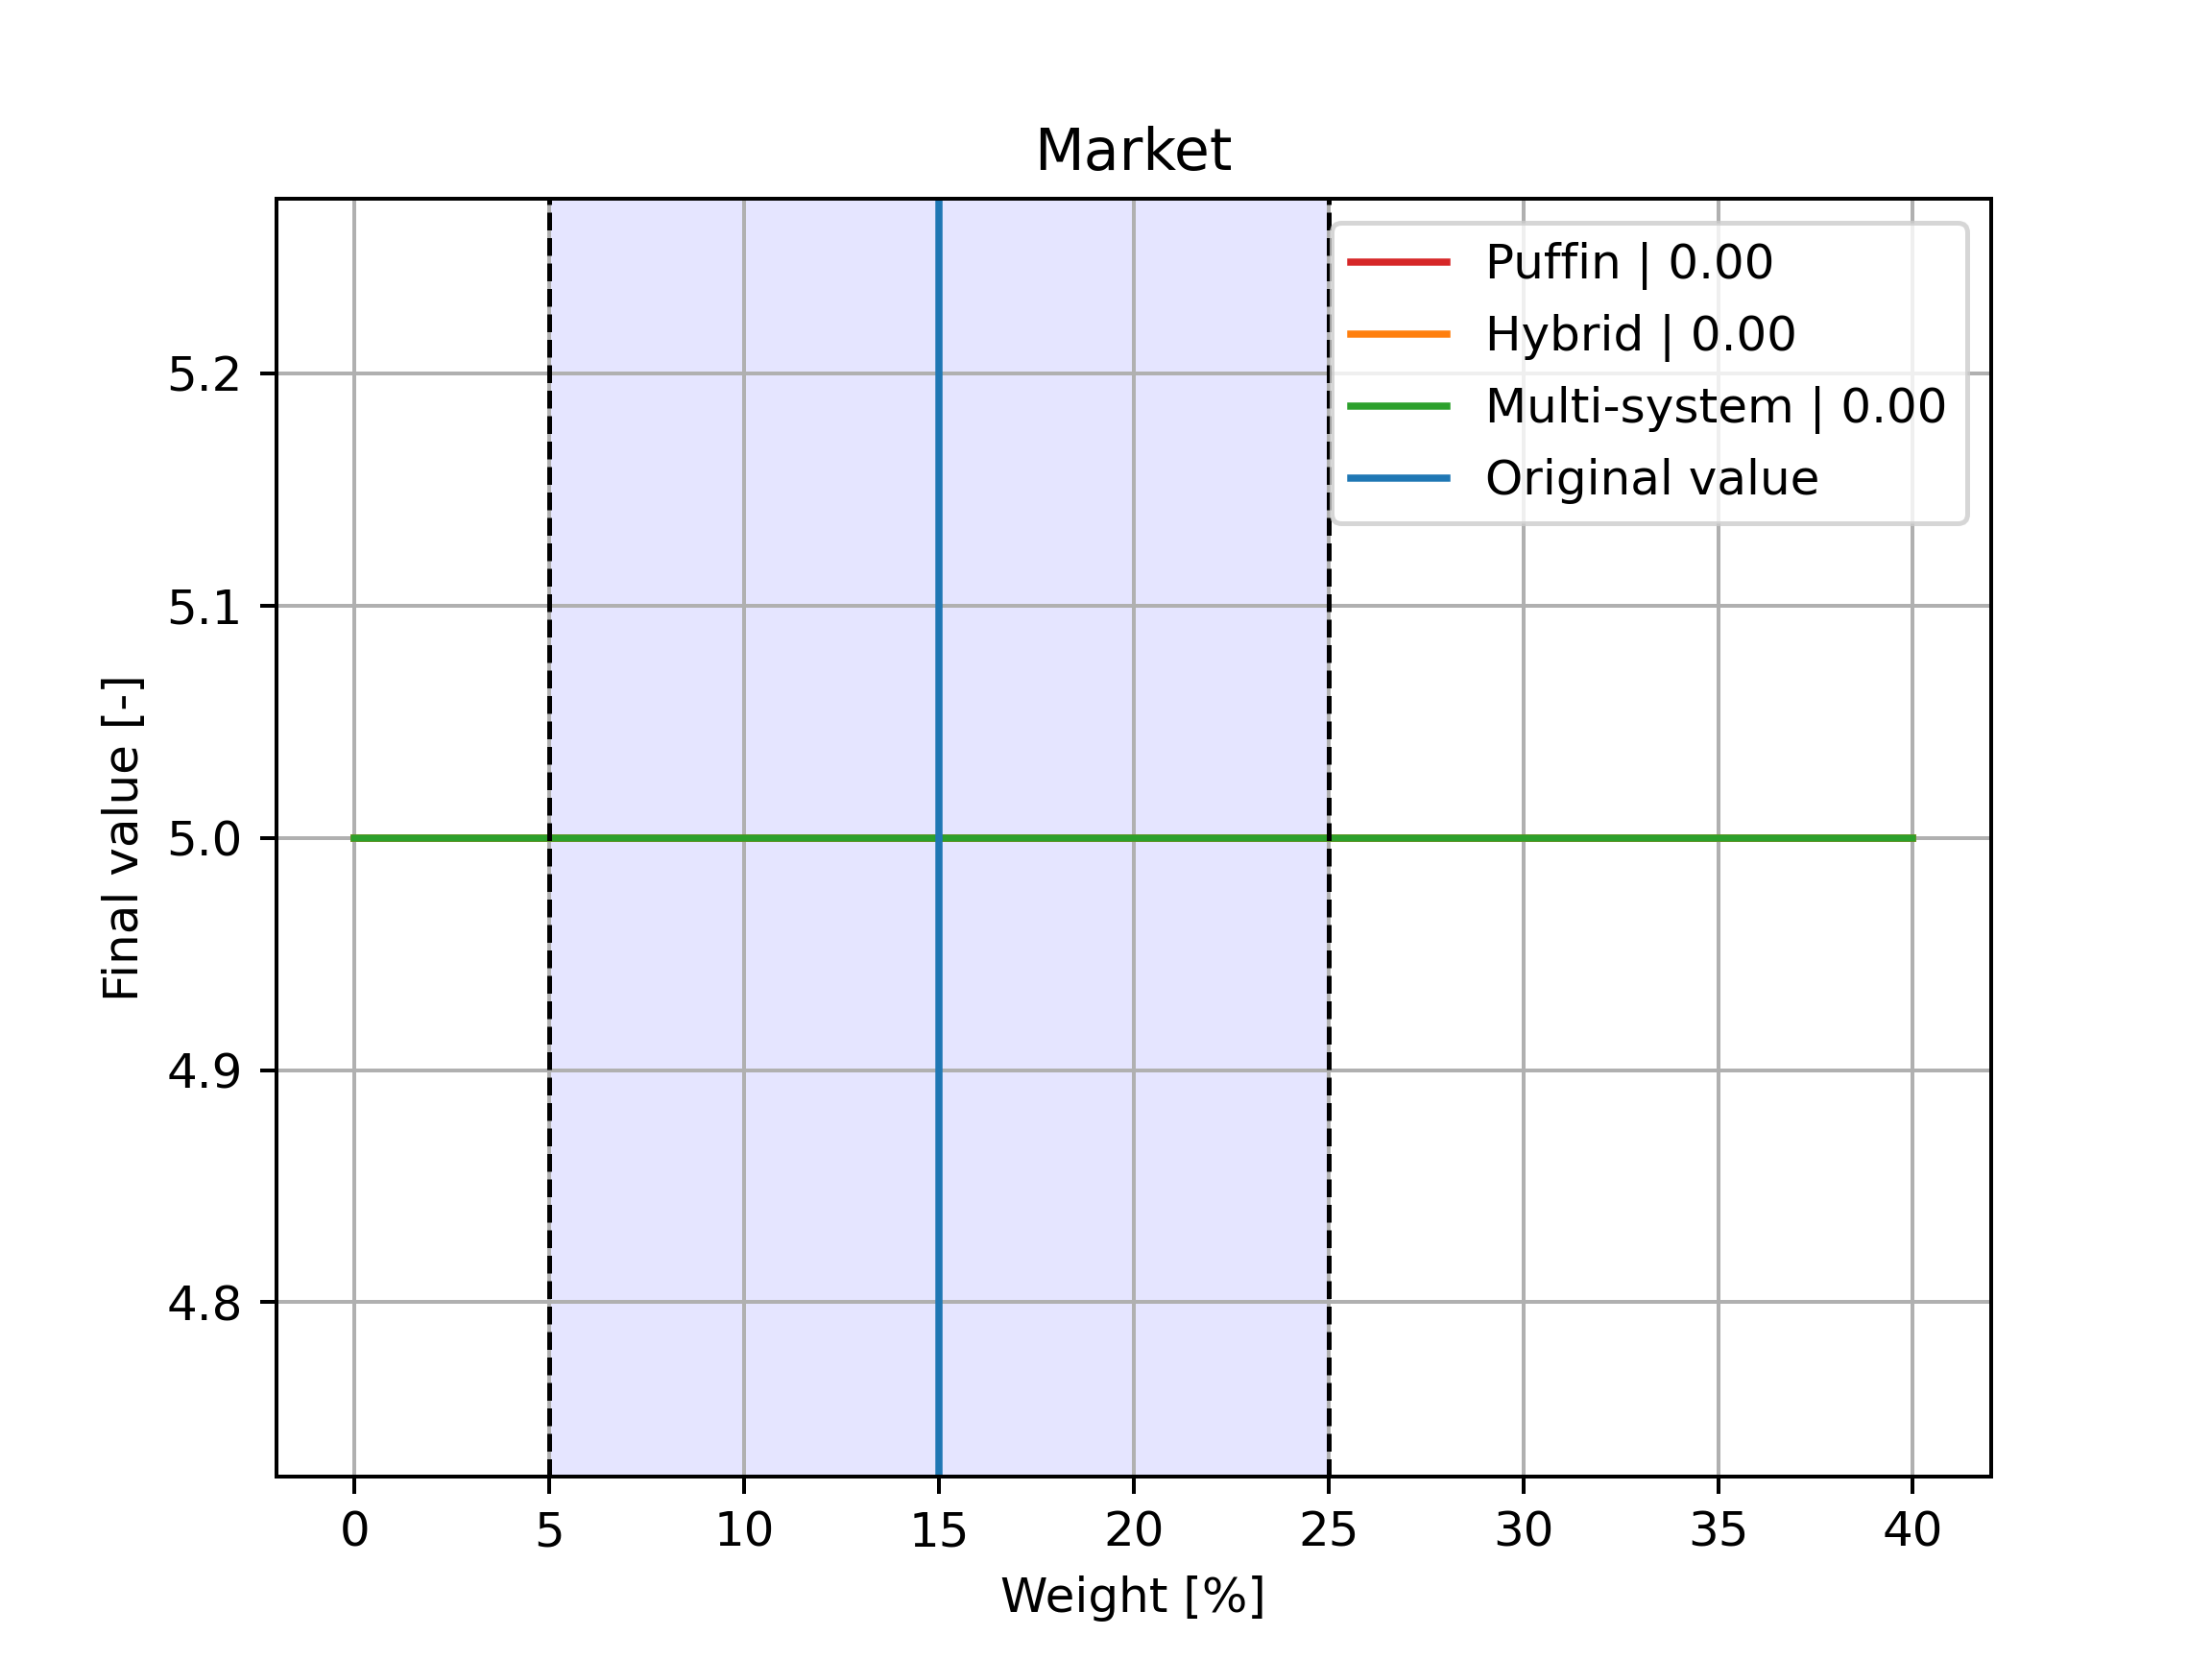 Market
Puffin | 0.00
Hybrid | 0.00
Multi-system | 0.00
Original value
5.2
5.1
5.0
4.9
4.8
Final value [-]
0 5 10 15 20 25 30 35 40
Weight [%]